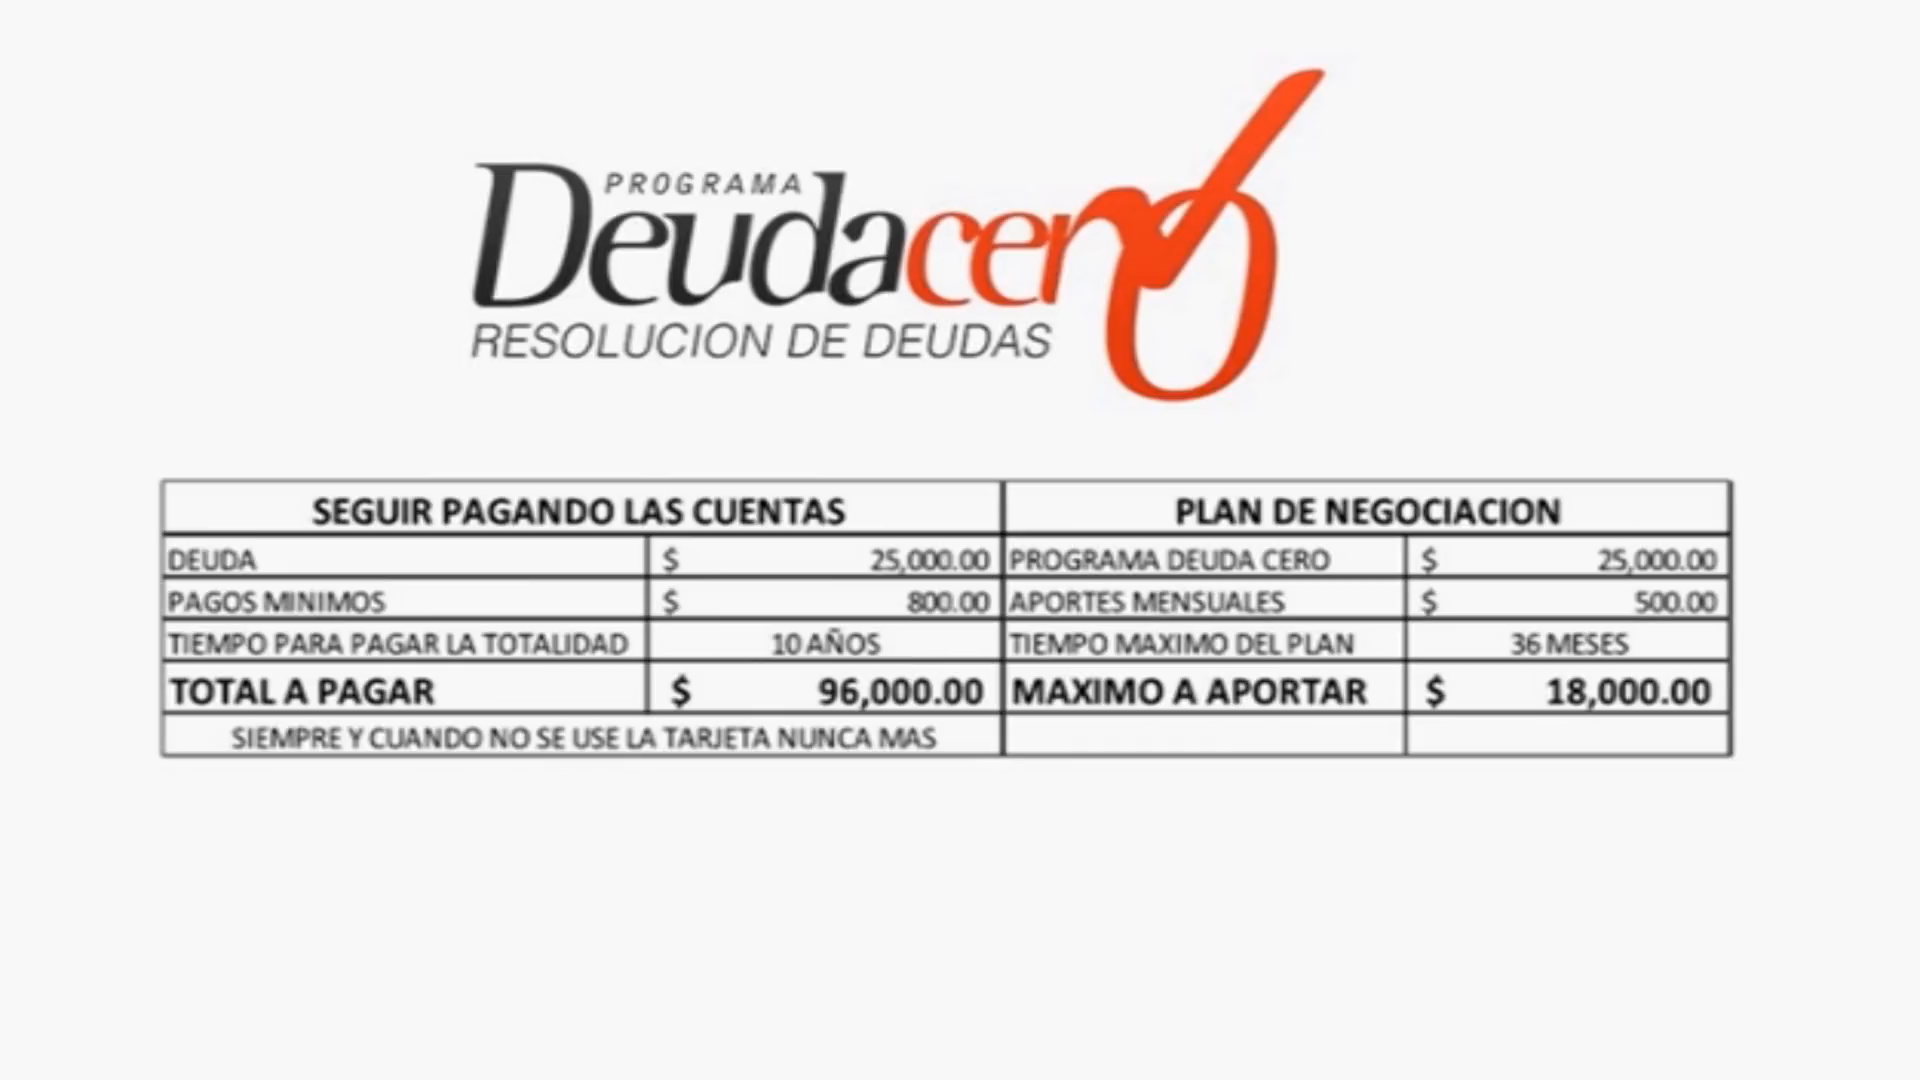 PROGRAMA
Deudacero
RESOLUCION DE DEUDAS
SEGUIR PAGANDO LAS CUENTAS PLAN DE NEGOCIACION
DEUDA $ 25,000.00 PROGRAMA DEUDA CERO $ 25,000.00
PAGOS MINIMOS $ 800.00 APORTES MENSUALES $ 500.00
TIEMPO PARA PAGAR LA TOTALIDAD 10 AÑOS TIEMPO MAXIMO DEL PLAN 36 MESES
TOTAL A PAGAR $ 96,000.00 MAXIMO A APORTAR $ 18,000.00
SIEMPRE Y CUANDO NO SE USE LA TARJETA NUNCA MAS